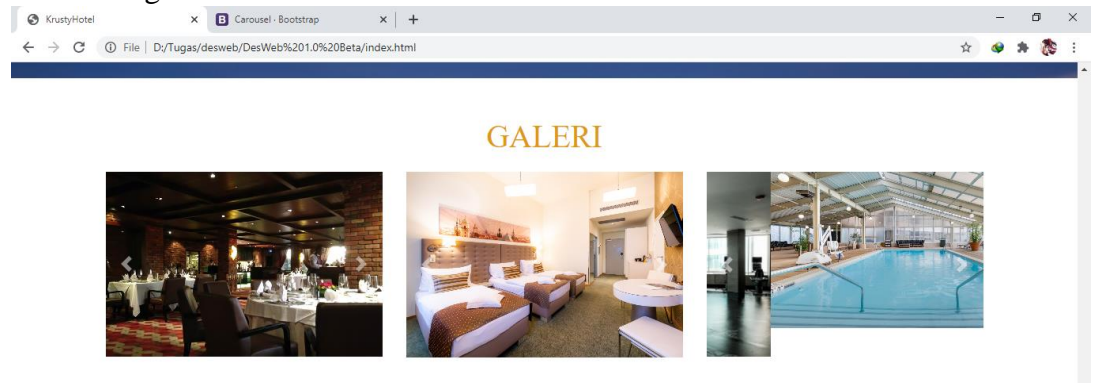 KrustyHotel
Carousel · Bootstrap
File | D:/Tugas/desweb/DesWeb%201.0%20Beta/index.html
GALERI